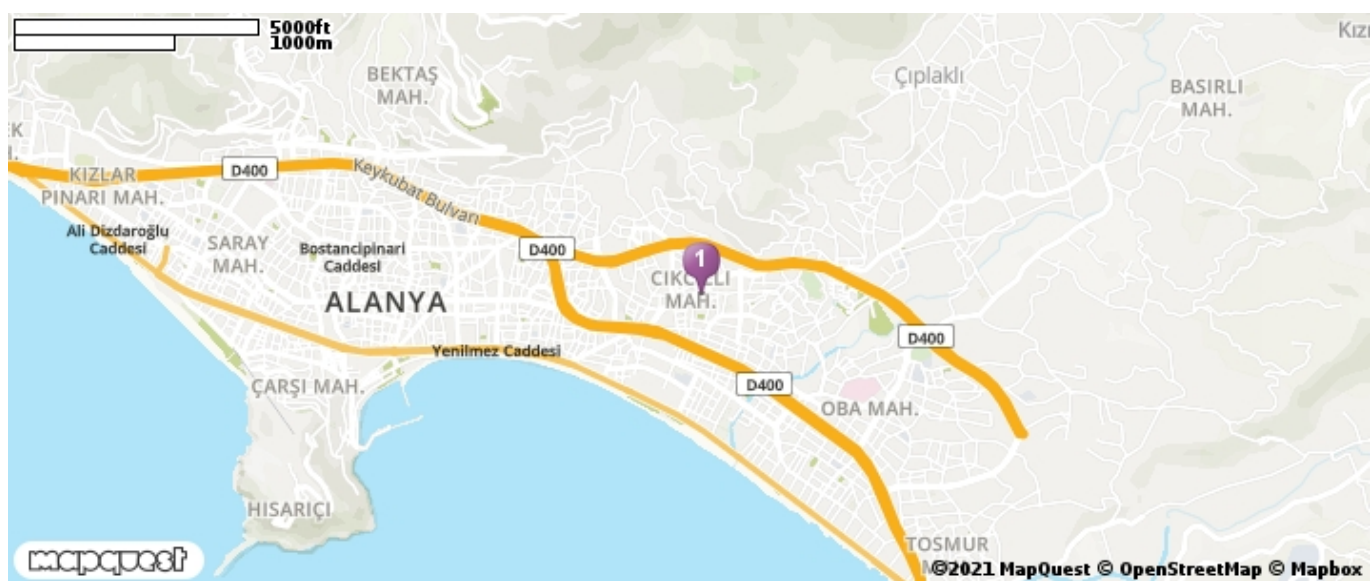 5000ft
1000m
BEKTAŞ
MAH.
Çıplaklı
BASIRLI
MAH.
D400
KIZLAR
PINARI MAH.
Keykubat Bulvarı
Ali Dizdaroğlu
Caddesi
SARAY
MAH.
Bostancipinari
Caddesi
D400
1
MAH.
ALANYA
D400
Yenilmez Caddesi
ÇARŞI MAH.
D400
OBA MAH.
HISARIÇI
TOSMUR
mapquest
©2021 MapQuest © OpenStreetMap © Mapbox